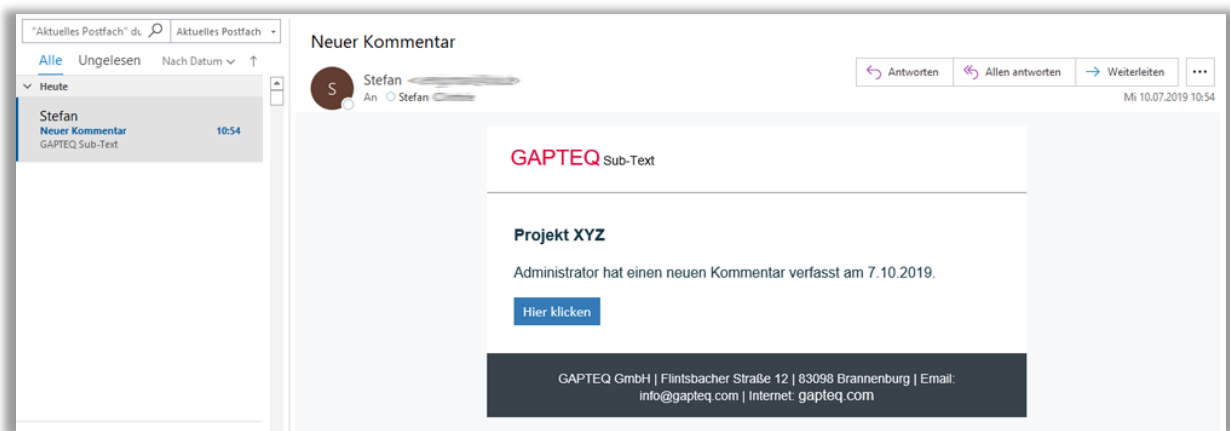 "Aktuelles Postfach" du Aktuelles Postfach
Alle Ungelesen Nach Datum
Heute
Stefan
Neuer Kommentar 10:54
GAPTEQ Sub-Text
Neuer Kommentar
S
Stefan
An Stefan
Antworten Allen antworten Weiterleiten ...
Mi 10.07.2019 10:54
GAPTEQ Sub-Text
Projekt XYZ
Administrator hat einen neuen Kommentar verfasst am 7.10.2019.
Hier klicken
GAPTEQ GmbH | Flintsbacher Straße 12 | 83098 Brannenburg | Email:
info@gapteq.com | Internet: gapteq.com